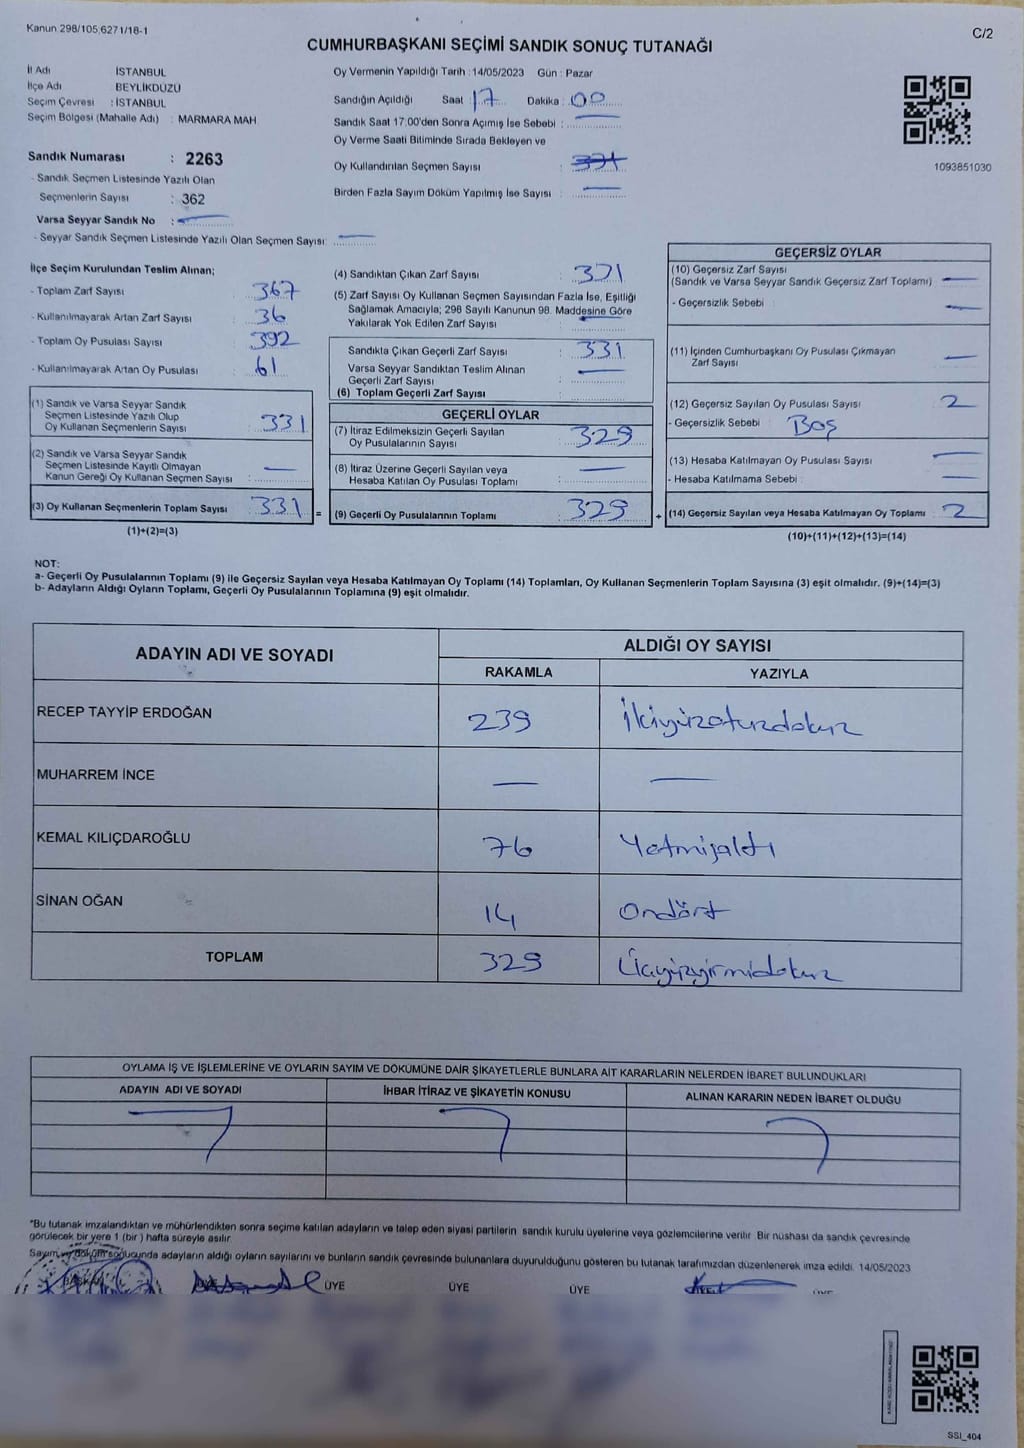 Kanun 298/105;6271/18-1
C/2
CUMHURBAŞKANI SEÇİMİ SANDIK SONUÇ TUTANAĞI
İl Adı İSTANBUL
İlçe Adı BEYLİKDÜZÜ
Seçim Çevresi : İSTANBUL
Seçim Bölgesi (Mahalle Adı) : MARMARA MAH
Sandık Numarası : 2263
- Sandık Seçmen Listesinde Yazılı Olan
Seçmenlerin Sayısı : 362
Varsa Seyyar Sandık No : —
- Seyyar Sandık Seçmen Listesinde Yazılı Olan Seçmen Sayısı: —
Oy Vermenin Yapıldığı Tarih : 14/05/2023 Gün : Pazar
Sandığın Açıldığı Saat 17 Dakika : 00
Sandık Saat 17:00'den Sonra Açımış İse Sebebi : —
Oy Verme Saati Bitiminde Sırada Bekleyen ve
Oy Kullandırılan Seçmen Sayısı :
Birden Fazla Sayım Döküm Yapılmış İse Sayısı : —
1093851030
İlçe Seçim Kurulundan Teslim Alınan;
- Toplam Zarf Sayısı : 367
- Kullanılmayarak Artan Zarf Sayısı : 36
- Toplam Oy Pusulası Sayısı : 392
- Kullanılmayarak Artan Oy Pusulası : 61
(1) Sandık ve Varsa Seyyar Sandık
Seçmen Listesinde Yazılı Olup
Oy Kullanan Seçmenlerin Sayısı : 331
(2) Sandık ve Varsa Seyyar Sandık
Seçmen Listesinde Kayıtlı Olmayan
Kanun Gereği Oy Kullanan Seçmen Sayısı : —
(3) Oy Kullanan Seçmenlerin Toplam Sayısı : 331 =
(1)+(2)=(3)
(4) Sandıktan Çıkan Zarf Sayısı : 331
(5) Zarf Sayısı Oy Kullanan Seçmen Sayısından Fazla İse, Eşitliği
Sağlamak Amacıyla; 298 Sayılı Kanunun 98. Maddesine Göre
Yakılarak Yok Edilen Zarf Sayısı : —
Sandıkta Çıkan Geçerli Zarf Sayısı : 331
Varsa Seyyar Sandıktan Teslim Alınan
Geçerli Zarf Sayısı : —
(6) Toplam Geçerli Zarf Sayısı
GEÇERLİ OYLAR
(7) İtiraz Edilmeksizin Geçerli Sayılan
Oy Pusulalarının Sayısı : 329
(8) İtiraz Üzerine Geçerli Sayılan veya
Hesaba Katılan Oy Pusulası Toplamı : —
(9) Geçerli Oy Pusulalarının Toplamı : 329 +
GEÇERSİZ OYLAR
(10) Geçersiz Zarf Sayısı
(Sandık ve Varsa Seyyar Sandık Geçersiz Zarf Toplamı) : —
- Geçersizlik Sebebi : —
(11) İçinden Cumhurbaşkanı Oy Pusulası Çıkmayan
Zarf Sayısı : —
(12) Geçersiz Sayılan Oy Pusulası Sayısı : 2
- Geçersizlik Sebebi : Boş
(13) Hesaba Katılmayan Oy Pusulası Sayısı : —
- Hesaba Katılmama Sebebi : —
(14) Geçersiz Sayılan veya Hesaba Katılmayan Oy Toplamı : 2
(10)+(11)+(12)+(13)=(14)
NOT:
a- Geçerli Oy Pusulalarının Toplamı (9) ile Geçersiz Sayılan veya Hesaba Katılmayan Oy Toplamı (14) Toplamları, Oy Kullanan Seçmenlerin Toplam Sayısına (3) eşit olmalıdır. (9)+(14)=(3)
b- Adayların Aldığı Oyların Toplamı, Geçerli Oy Pusulalarının Toplamına (9) eşit olmalıdır.
ADAYIN ADI VE SOYADI ALDIĞI OY SAYISI
RAKAMLA YAZIYLA
RECEP TAYYİP ERDOĞAN 239 İkiyüzotuzdokuz
MUHARREM İNCE — —
KEMAL KILIÇDAROĞLU 76 Yetmişaltı
SİNAN OĞAN 14 Ondört
TOPLAM 329 Üçyüzyirmidokuz
OYLAMA İŞ VE İŞLEMLERİNE VE OYLARIN SAYIM VE DÖKÜMÜNE DAİR ŞİKAYETLERLE BUNLARA AİT KARARLARIN NELERDEN İBARET BULUNDUKLARI
ADAYIN ADI VE SOYADI İHBAR İTİRAZ VE ŞİKAYETİN KONUSU ALINAN KARARIN NEDEN İBARET OLDUĞU
*Bu tutanak imzalandıktan ve mühürlendikten sonra seçime katılan adayların ve talep eden siyasi partilerin sandık kurulu üyelerine veya gözlemcilerine verilir. Bir nüshası da sandık çevresinde
görülecek bir yere 1 (bir) hafta süreyle asılır.
Sayım ve döküm sonucunda adayların aldığı oyların sayılarını ve bunların sandık çevresinde bulunanlara duyurulduğunu gösteren bu tutanak tarafımızdan düzenlenerek imza edildi. 14/05/2023
BAŞKAN ÜYE ÜYE ÜYE ÜYE
SSI_404